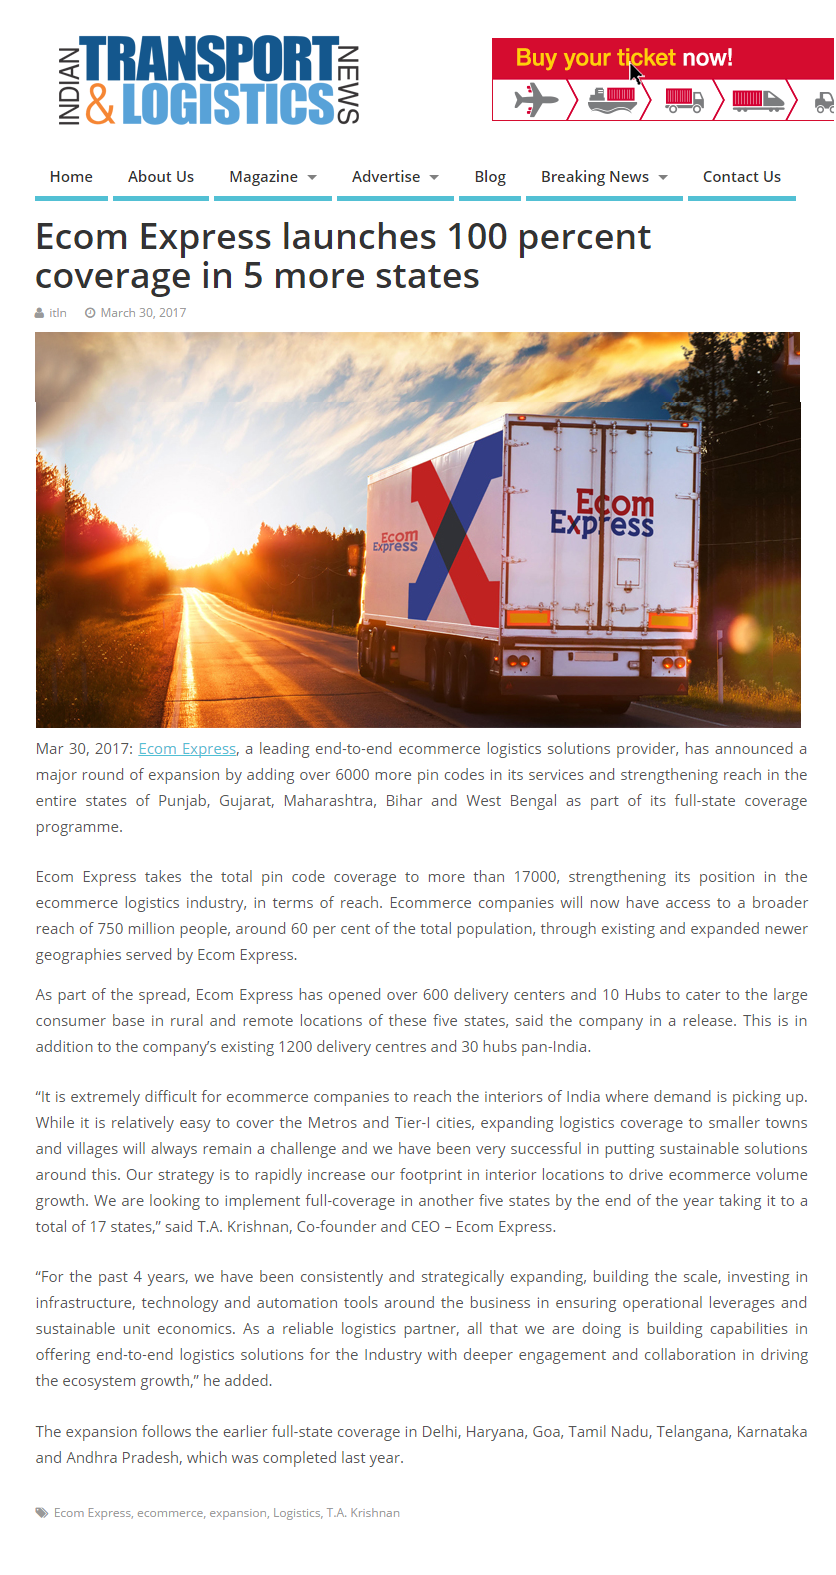 INDIAN
TRANSPORT
& LOGISTICS
NEWS
Buy your ticket now!
Home About Us Magazine Advertise Blog Breaking News Contact Us
Ecom Express launches 100 percent
coverage in 5 more states
itln March 30, 2017
Ecom
Express
Ecom
Express
Mar 30, 2017: Ecom Express, a leading end-to-end ecommerce logistics solutions provider, has announced a
major round of expansion by adding over 6000 more pin codes in its services and strengthening reach in the
entire states of Punjab, Gujarat, Maharashtra, Bihar and West Bengal as part of its full-state coverage
programme.
Ecom Express takes the total pin code coverage to more than 17000, strengthening its position in the
ecommerce logistics industry, in terms of reach. Ecommerce companies will now have access to a broader
reach of 750 million people, around 60 per cent of the total population, through existing and expanded newer
geographies served by Ecom Express.
As part of the spread, Ecom Express has opened over 600 delivery centers and 10 Hubs to cater to the large
consumer base in rural and remote locations of these five states, said the company in a release. This is in
addition to the company’s existing 1200 delivery centres and 30 hubs pan-India.
“It is extremely difficult for ecommerce companies to reach the interiors of India where demand is picking up.
While it is relatively easy to cover the Metros and Tier-I cities, expanding logistics coverage to smaller towns
and villages will always remain a challenge and we have been very successful in putting sustainable solutions
around this. Our strategy is to rapidly increase our footprint in interior locations to drive ecommerce volume
growth. We are looking to implement full-coverage in another five states by the end of the year taking it to a
total of 17 states,” said T.A. Krishnan, Co-founder and CEO – Ecom Express.
“For the past 4 years, we have been consistently and strategically expanding, building the scale, investing in
infrastructure, technology and automation tools around the business in ensuring operational leverages and
sustainable unit economics. As a reliable logistics partner, all that we are doing is building capabilities in
offering end-to-end logistics solutions for the Industry with deeper engagement and collaboration in driving
the ecosystem growth,” he added.
The expansion follows the earlier full-state coverage in Delhi, Haryana, Goa, Tamil Nadu, Telangana, Karnataka
and Andhra Pradesh, which was completed last year.
Ecom Express, ecommerce, expansion, Logistics, T.A. Krishnan